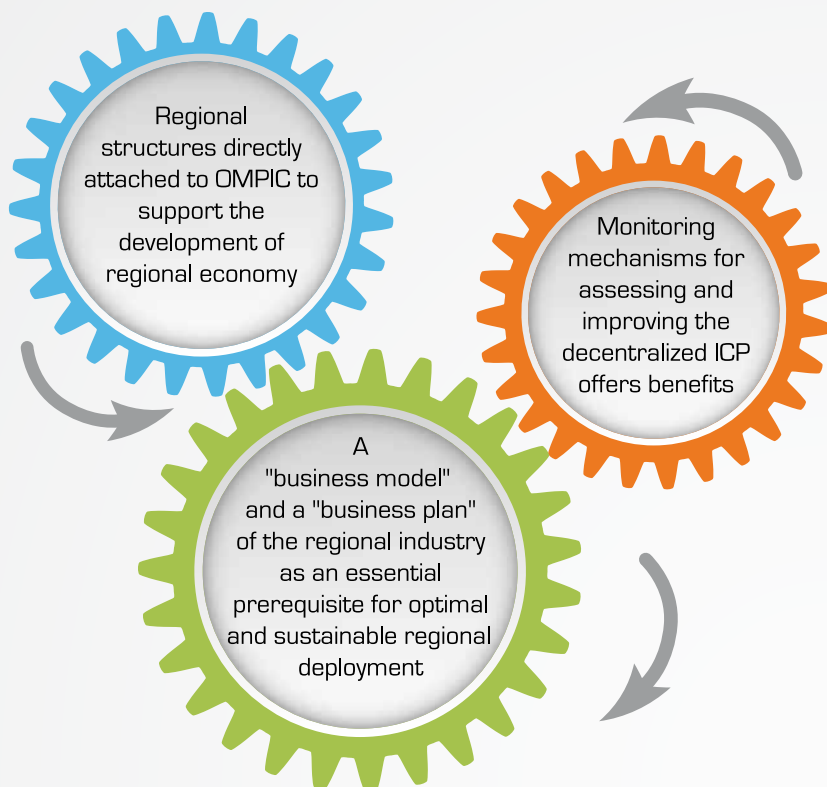 Regional
structures directly
attached to OMPIC to
support the
development of
regional economy
Monitoring
mechanisms for
assessing and
improving the
decentralized ICP
offers benefits
A
"business model"
and a "business plan"
of the regional industry
as an essential
prerequisite for optimal
and sustainable regional
deployment